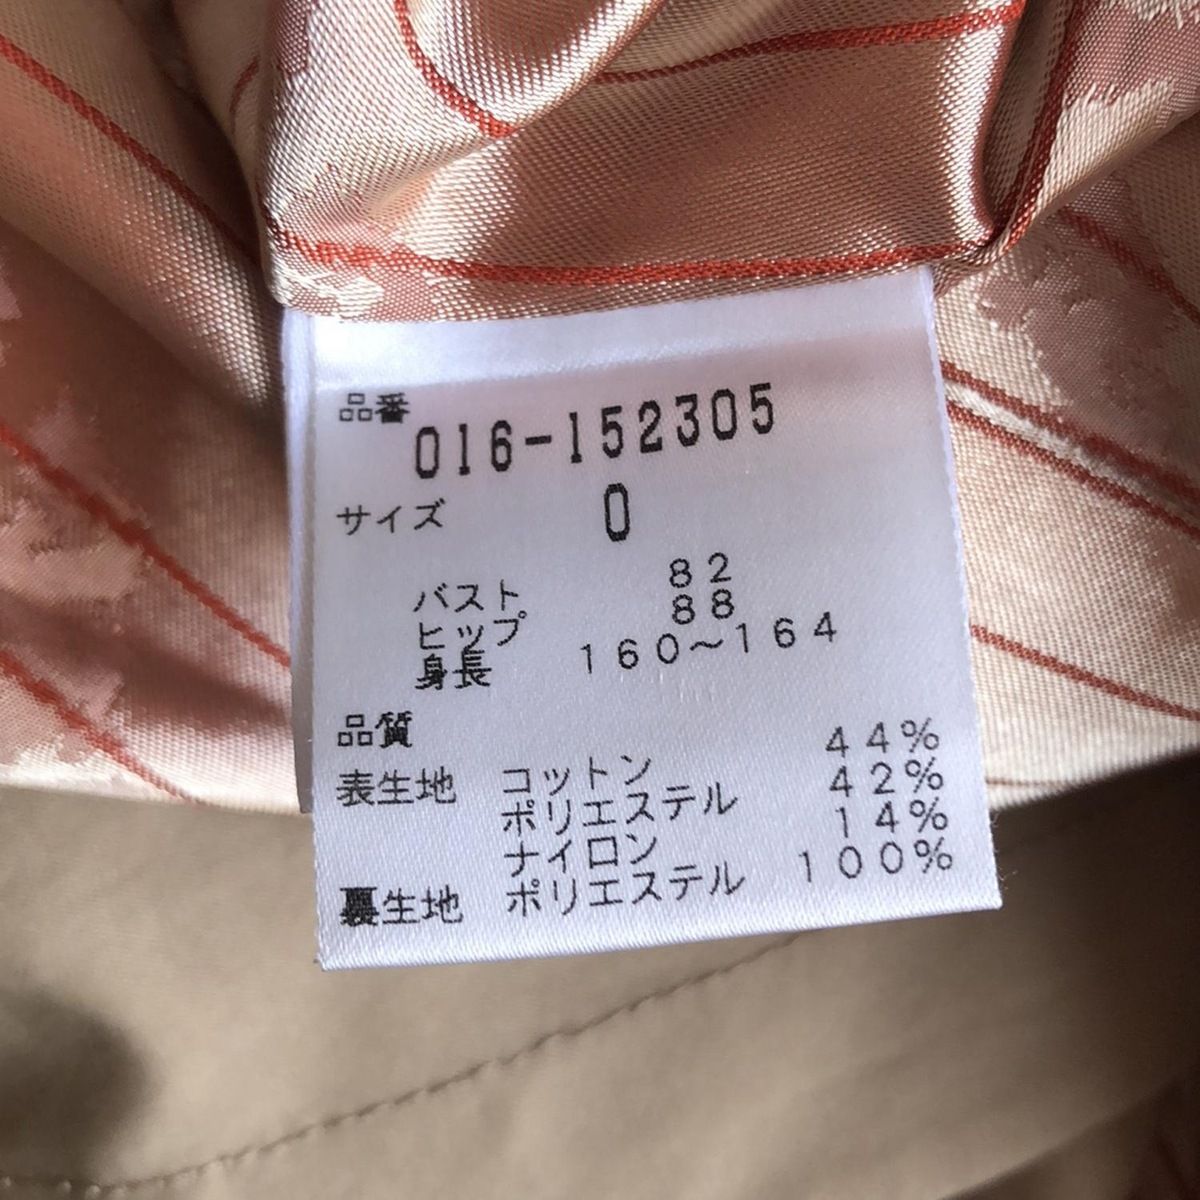 品番 016-152305
サイズ 0
バスト 82
ヒップ 88
身長 160~164
品質
表生地 コットン 44%
ポリエステル 42%
ナイロン 14%
裏生地 ポリエステル 100%